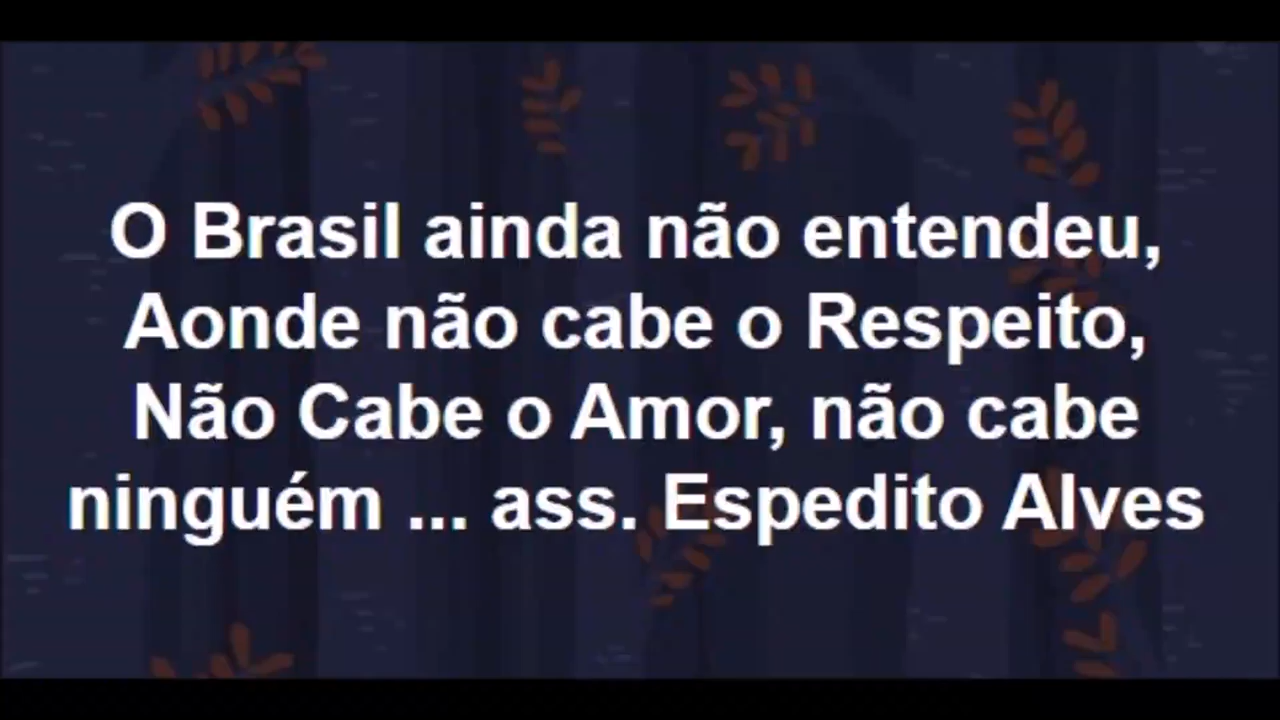 O Brasil ainda não entendeu,
Aonde não cabe o Respeito,
Não Cabe o Amor, não cabe
ninguém ... ass. Espedito Alves